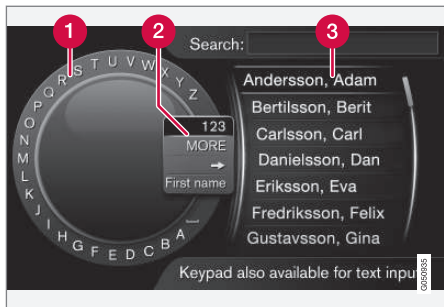 1
2
3
Search:
A B C D E F G H I J K L M N O P Q R S T U V W X Y Z
123
MORE
➞
First name
Andersson, Adam
Bertilsson, Berit
Carlsson, Carl
Danielsson, Dan
Eriksson, Eva
Fredriksson, Felix
Gustavsson, Gina
Keypad also available for text input
G050935